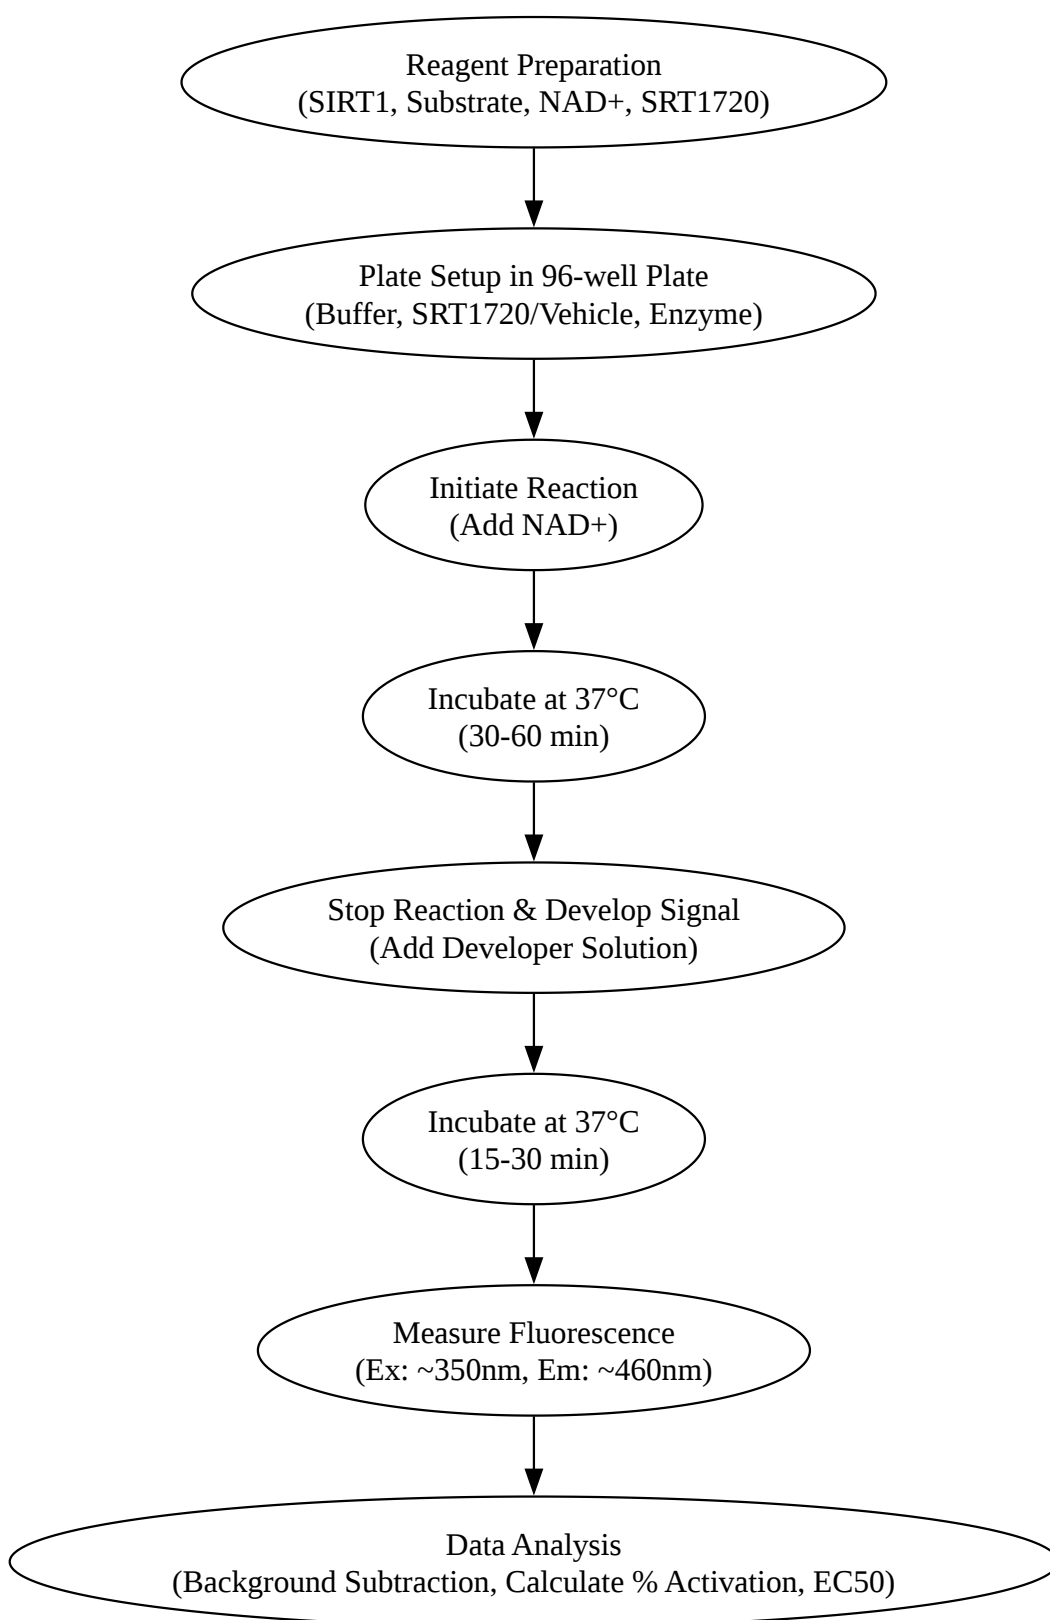 Reagent Preparation
(SIRT1, Substrate, NAD+, SRT1720)
Plate Setup in 96-well Plate
(Buffer, SRT1720/Vehicle, Enzyme)
Initiate Reaction
(Add NAD+)
Incubate at 37°C
(30-60 min)
Stop Reaction & Develop Signal
(Add Developer Solution)
Incubate at 37°C
(15-30 min)
Measure Fluorescence
(Ex: ~350nm, Em: ~460nm)
Data Analysis
(Background Subtraction, Calculate % Activation, EC50)